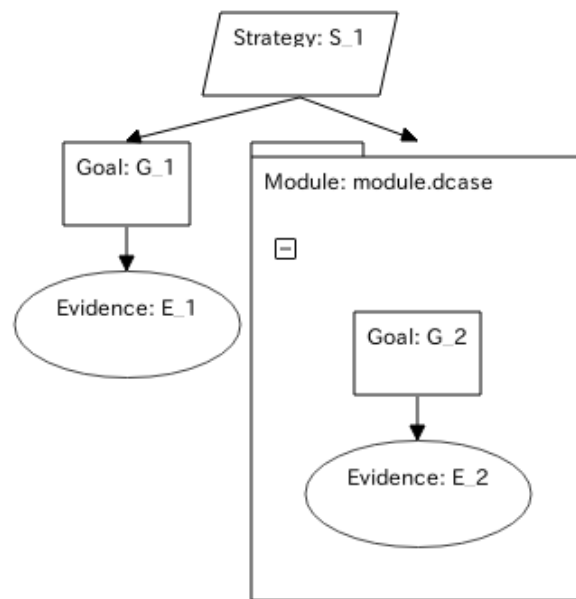 Strategy: S_1
Goal: G_1
Module: module.dcase
Evidence: E_1
Goal: G_2
Evidence: E_2